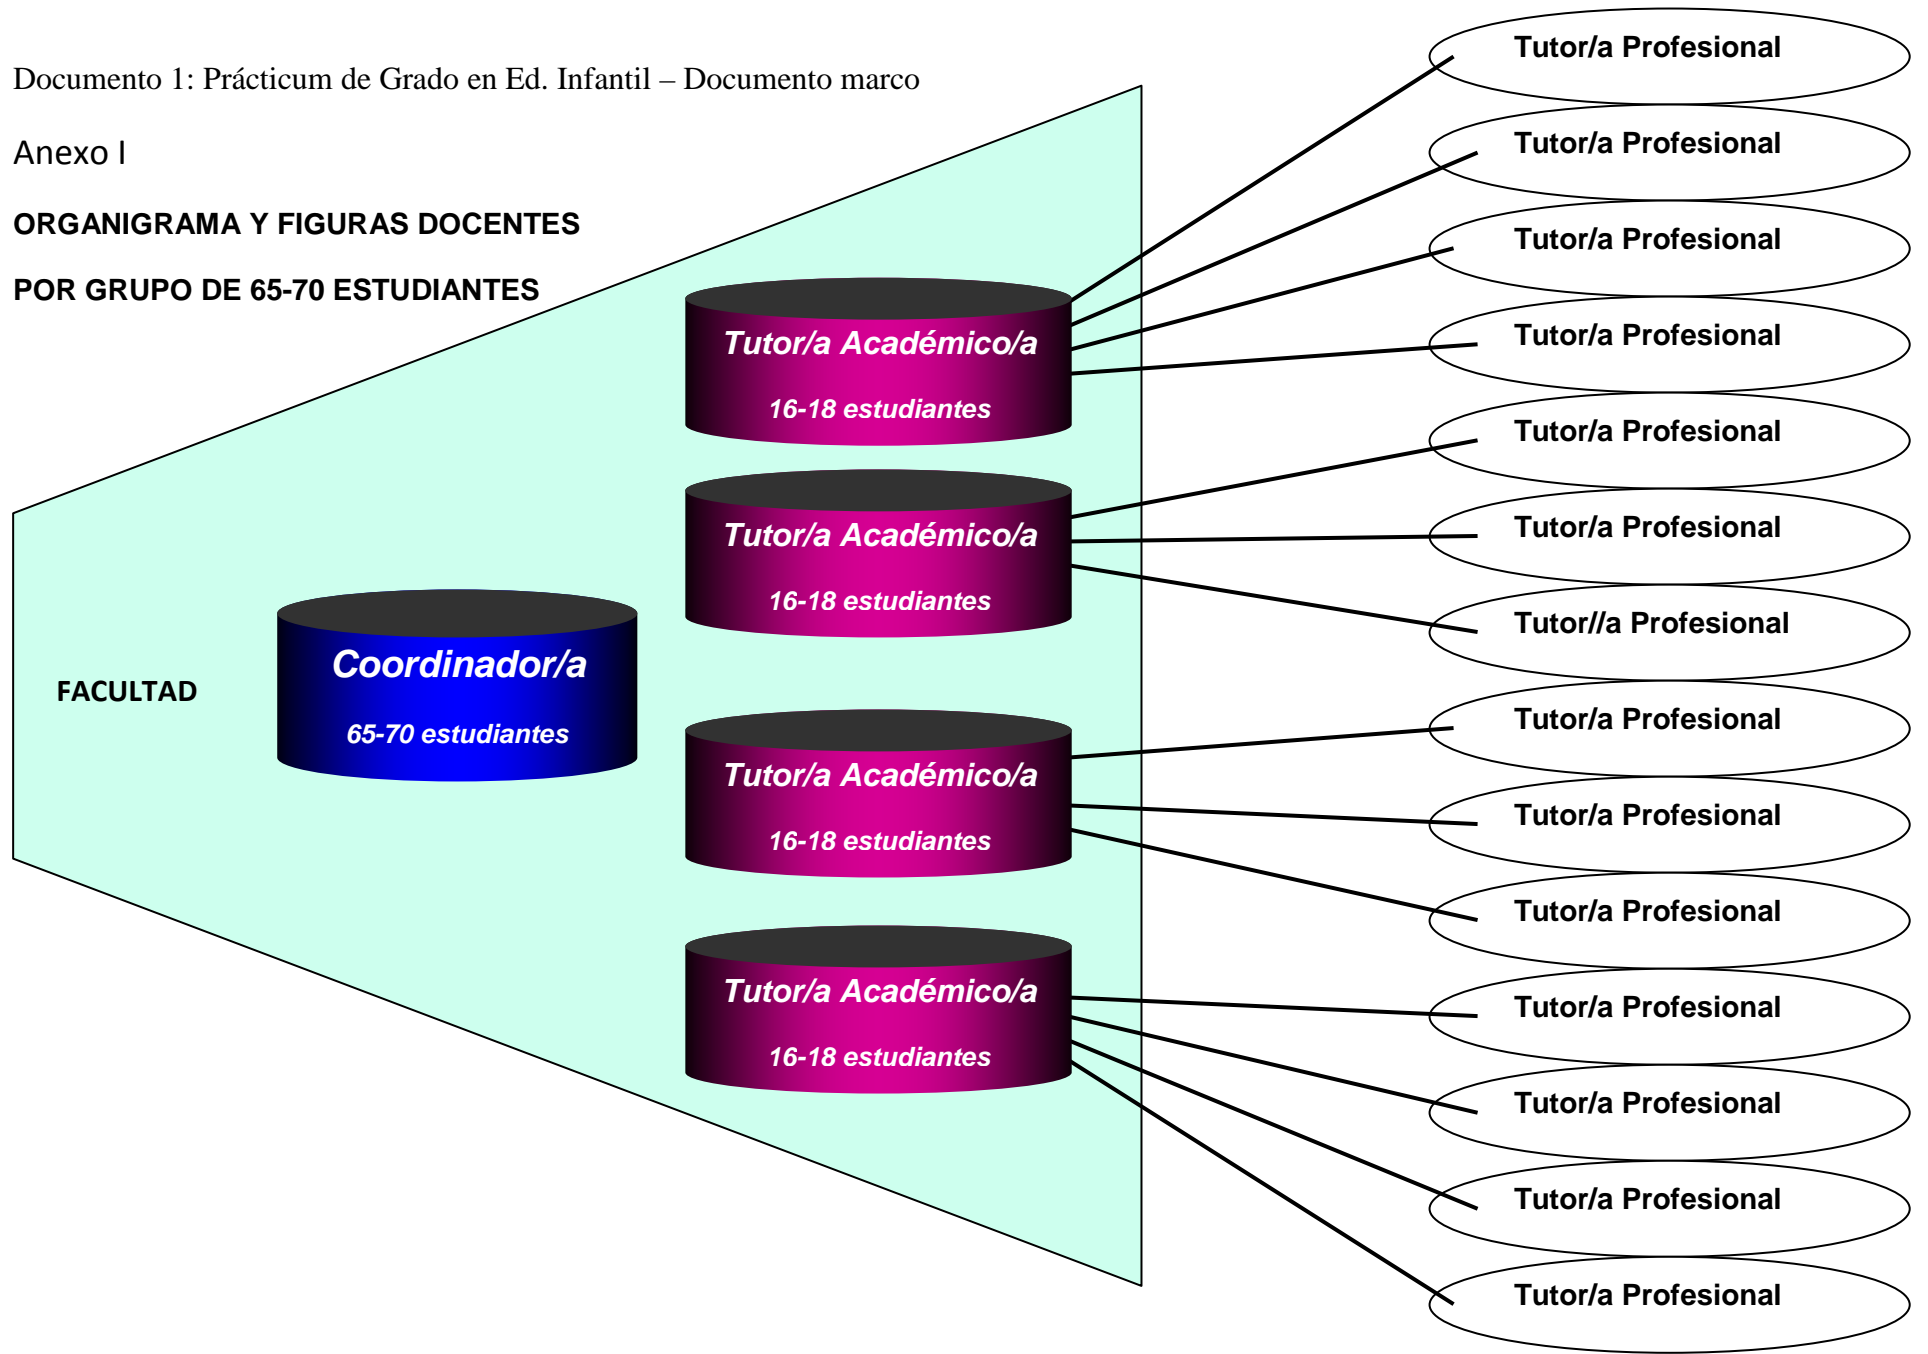 Documento 1: Prácticum de Grado en Ed. Infantil – Documento marco
Anexo I
ORGANIGRAMA Y FIGURAS DOCENTES
POR GRUPO DE 65-70 ESTUDIANTES
FACULTAD
Coordinador/a
65-70 estudiantes
Tutor/a Académico/a
16-18 estudiantes
Tutor/a Académico/a
16-18 estudiantes
Tutor/a Académico/a
16-18 estudiantes
Tutor/a Académico/a
16-18 estudiantes
Tutor/a Profesional
Tutor/a Profesional
Tutor/a Profesional
Tutor/a Profesional
Tutor/a Profesional
Tutor/a Profesional
Tutor//a Profesional
Tutor/a Profesional
Tutor/a Profesional
Tutor/a Profesional
Tutor/a Profesional
Tutor/a Profesional
Tutor/a Profesional
Tutor/a Profesional